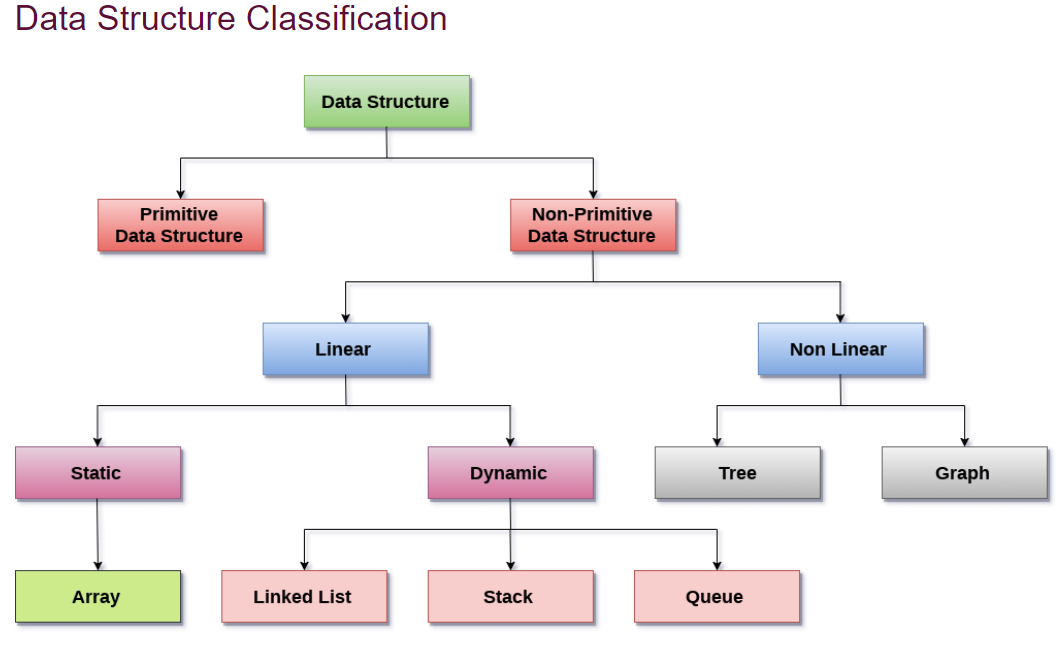 Data Structure Classification
Data Structure
Primitive
Data Structure
Non-Primitive
Data Structure
Linear
Non Linear
Static
Dynamic
Tree
Graph
Array
Linked List
Stack
Queue